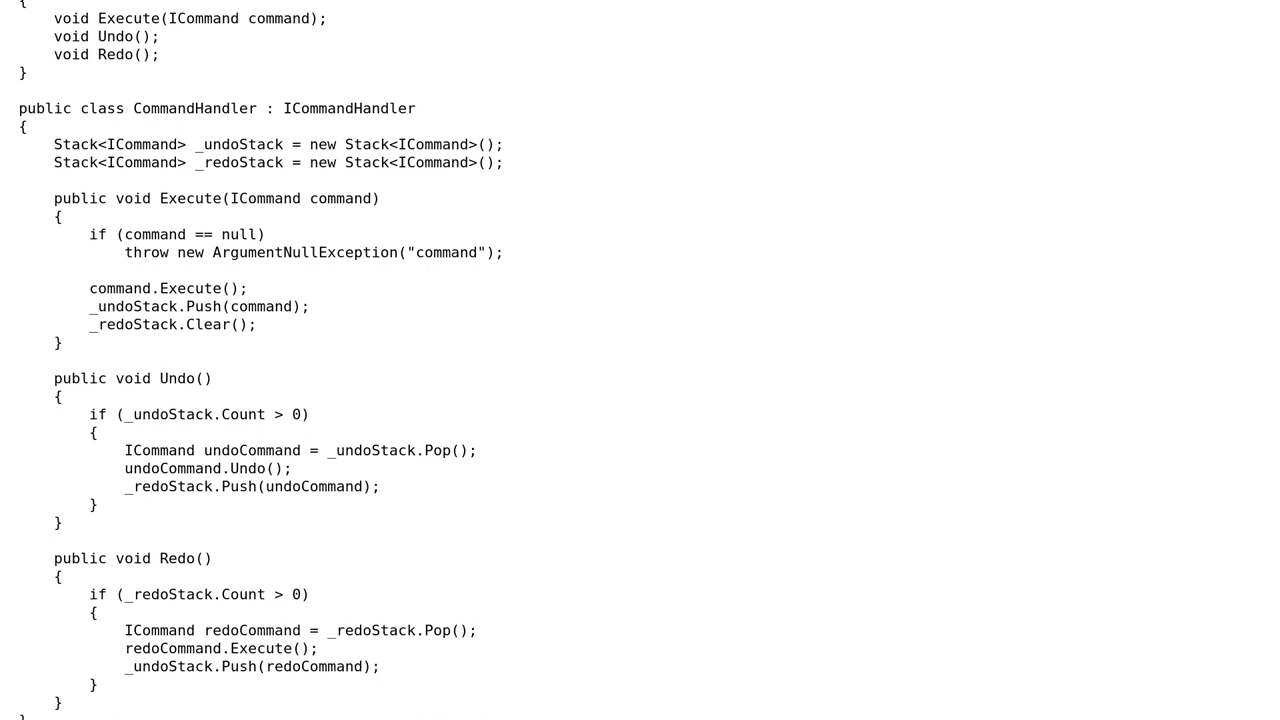 {
    void Execute(ICommand command);
    void Undo();
    void Redo();
}

public class CommandHandler : ICommandHandler
{
    Stack<ICommand> _undoStack = new Stack<ICommand>();
    Stack<ICommand> _redoStack = new Stack<ICommand>();

    public void Execute(ICommand command)
    {
        if (command == null)
            throw new ArgumentNullException("command");

        command.Execute();
        _undoStack.Push(command);
        _redoStack.Clear();
    }

    public void Undo()
    {
        if (_undoStack.Count > 0)
        {
            ICommand undoCommand = _undoStack.Pop();
            undoCommand.Undo();
            _redoStack.Push(undoCommand);
        }
    }

    public void Redo()
    {
        if (_redoStack.Count > 0)
        {
            ICommand redoCommand = _redoStack.Pop();
            redoCommand.Execute();
            _undoStack.Push(redoCommand);
        }
    }
}